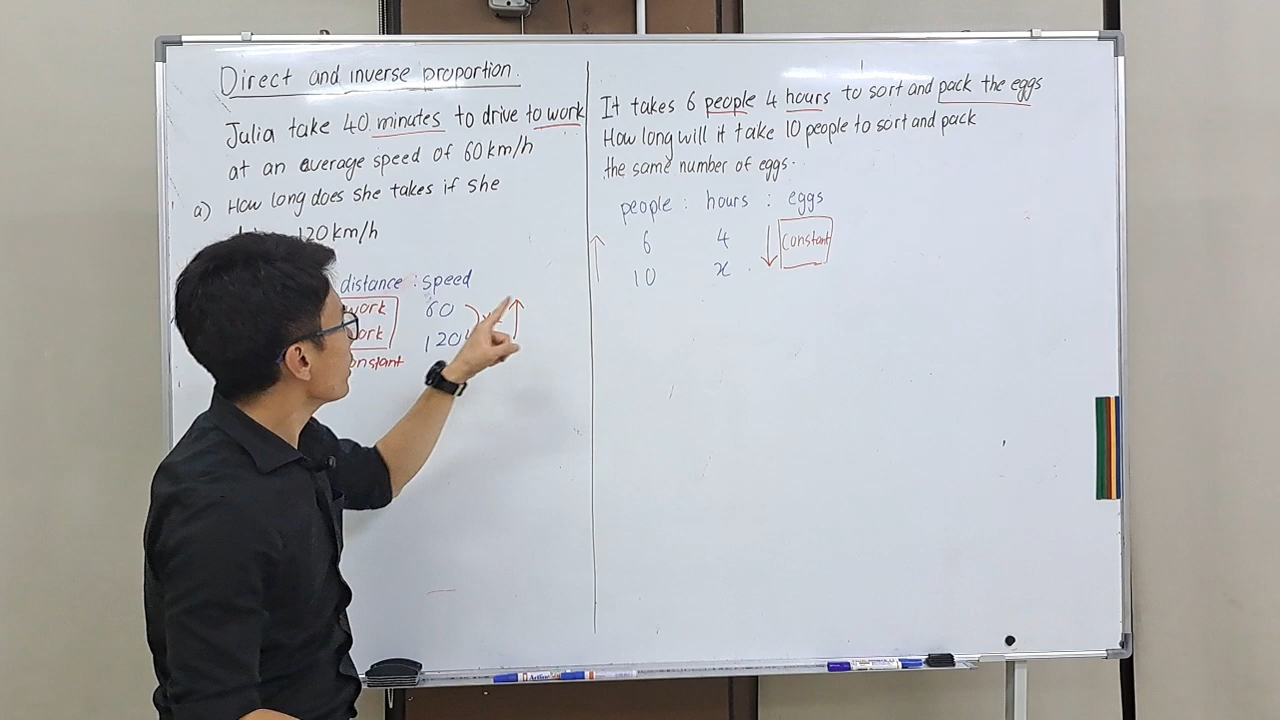 Direct and inverse proportion.
Julia take 40 minutes to drive to work
at an average speed of 60 km/h
a) How long does she takes if she
120 km/h
distance : speed
work 60
work 120
constant
It takes 6 people 4 hours to sort and pack the eggs
How long will it take 10 people to sort and pack
the same number of eggs.
people : hours : eggs
6 4 constant
10 x
Artline